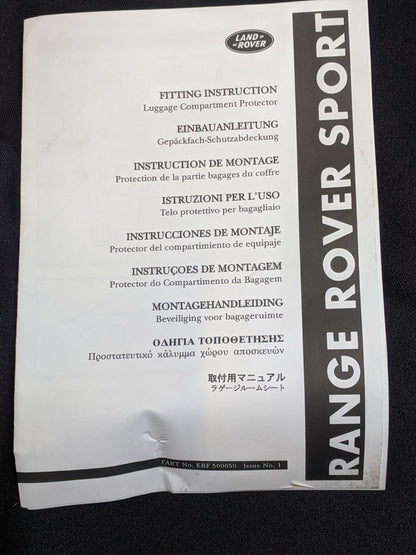 LAND
ROVER
FITTING INSTRUCTION
Luggage Compartment Protector
EINBAUANLEITUNG
Gepäckfach-Schutzabdeckung
INSTRUCTION DE MONTAGE
Protection de la partie bagages du coffre
ISTRUZIONI PER L'USO
Telo protettivo per bagagliaio
INSTRUCCIONES DE MONTAJE
Protector del compartimiento de equipaje
INSTRUÇOES DE MONTAGEM
Protector do Compartimento da Bagagem
MONTAGEHANDLEIDING
Beveiliging voor bagageruimte
ΟΔΗΓΙΑ ΤΟΠΟΘΕΤΗΣΗΣ
Προστατευτικό κάλυμμα χώρου αποσκευών
取付用マニュアル
ラゲージルームシート
PART No. EBF 500050 Issue No. 1
RANGE ROVER SPORT